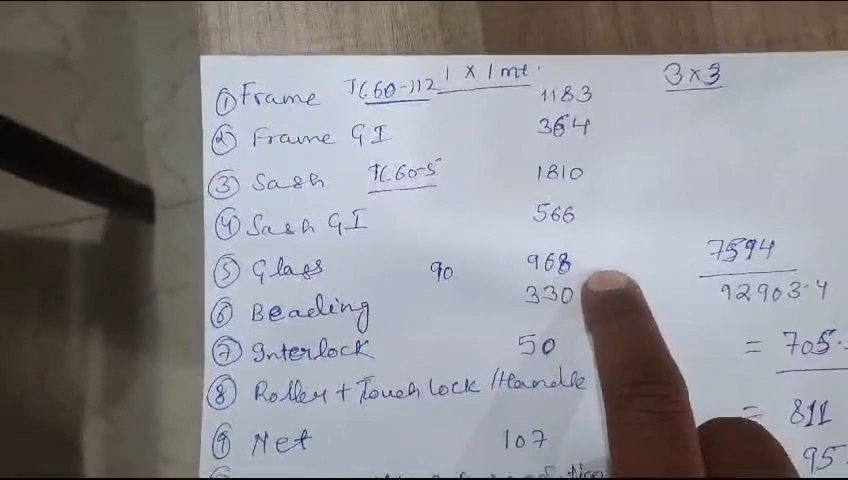 1 x 1 mt. 3x3
① Frame 1183
② Frame GI 364
③ Sash TC60-5 1810
④ Sash GI 566
⑤ Glass 90 968
7594
92903.4
⑥ Beading 330
⑦ Interlock 50
= 705.
⑧ Roller + Touch lock / Handle
= 811
⑨ Net 107
95.